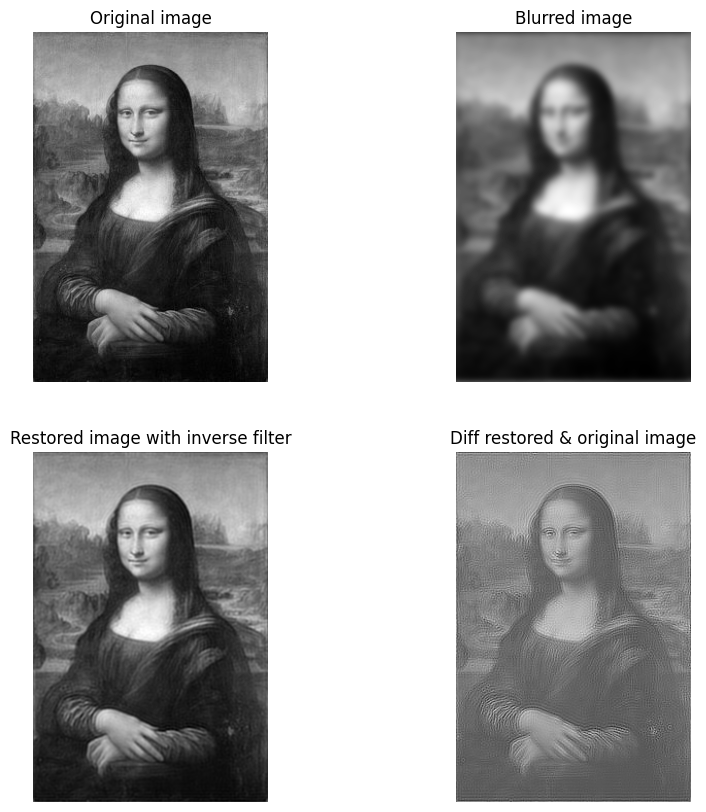 Original image
Blurred image
Restored image with inverse filter
Diff restored & original image